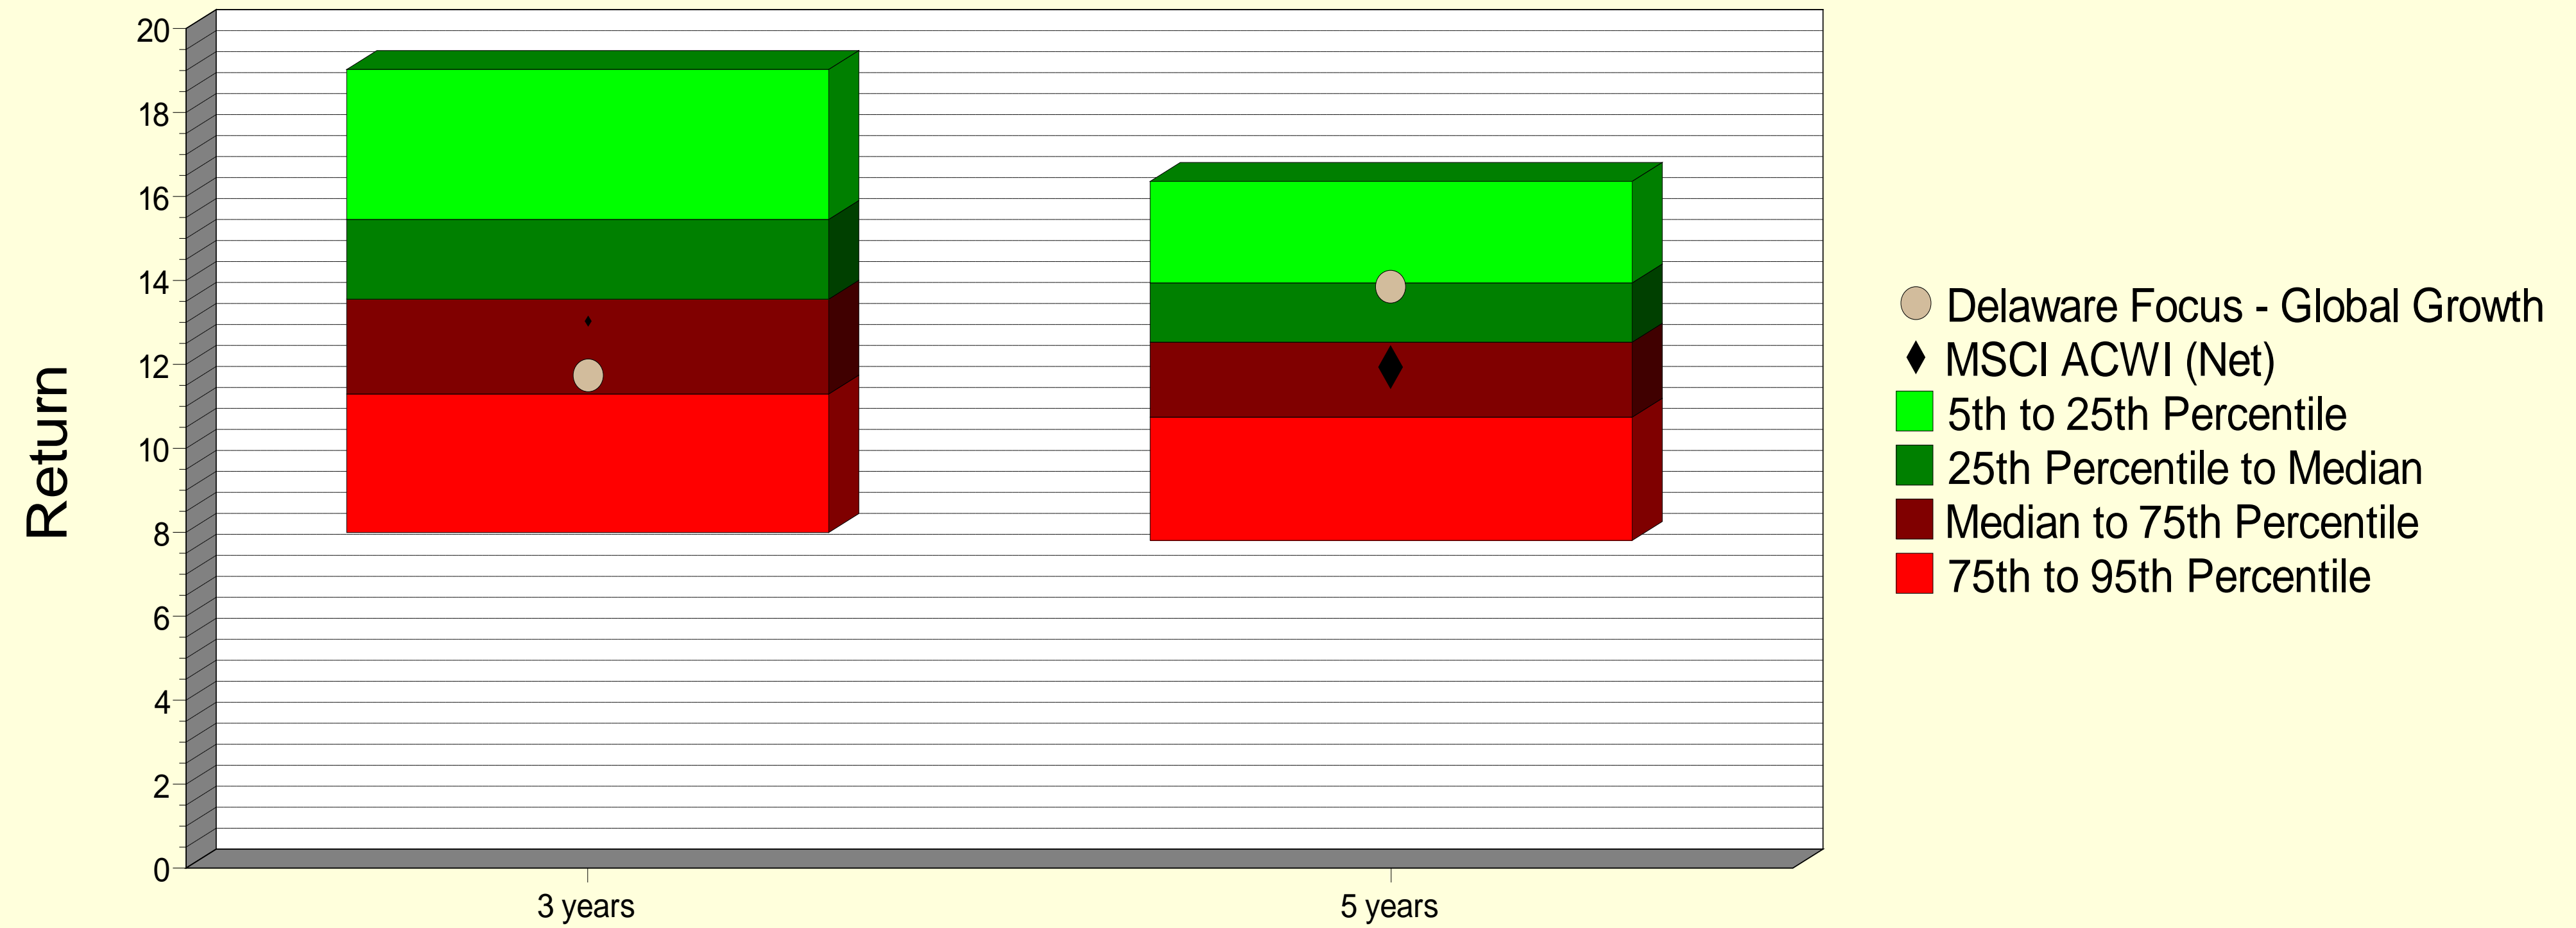 Return
20
18
16
14
12
10
8
6
4
2
0
3 years
5 years
Delaware Focus - Global Growth
MSCI ACWI (Net)
5th to 25th Percentile
25th Percentile to Median
Median to 75th Percentile
75th to 95th Percentile